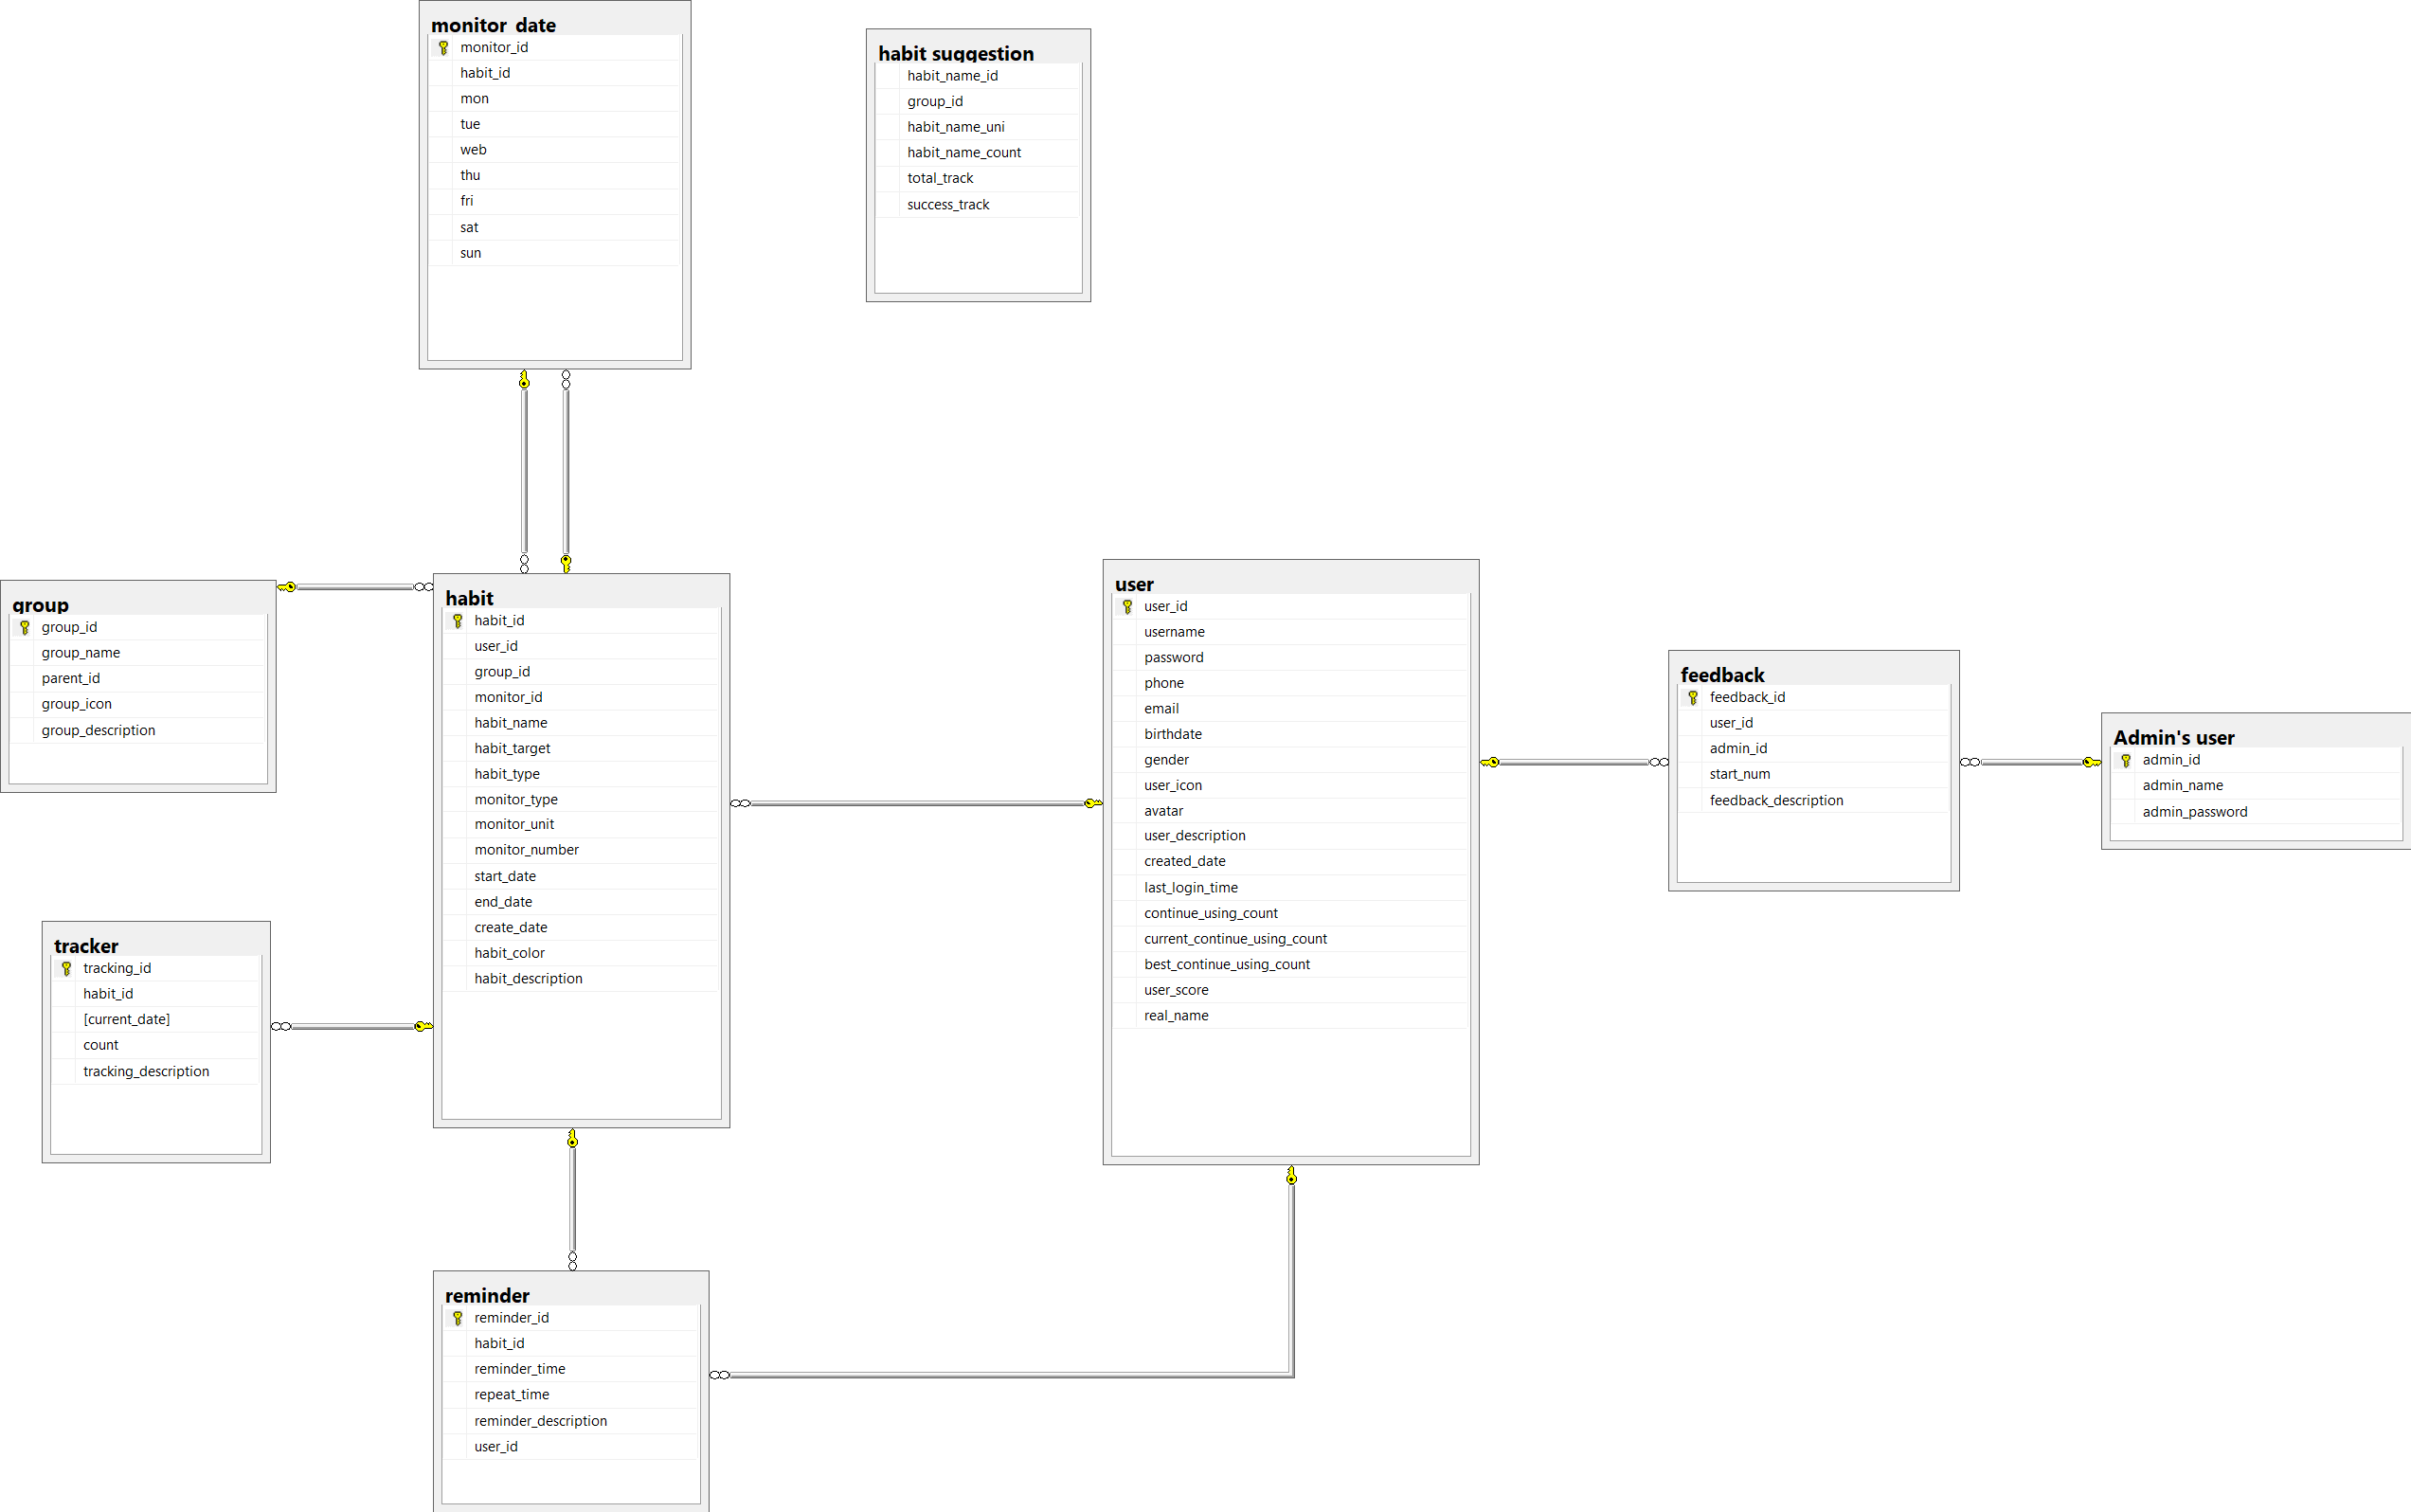 monitor_date
monitor_id
habit_id
mon
tue
web
thu
fri
sat
sun
habit suggestion
habit_name_id
group_id
habit_name_uni
habit_name_count
total_track
success_track
group
group_id
group_name
parent_id
group_icon
group_description
habit
habit_id
user_id
group_id
monitor_id
habit_name
habit_target
habit_type
monitor_type
monitor_unit
monitor_number
start_date
end_date
create_date
habit_color
habit_description
user
user_id
username
password
phone
email
birthdate
gender
user_icon
avatar
user_description
created_date
last_login_time
continue_using_count
current_continue_using_count
best_continue_using_count
user_score
real_name
feedback
feedback_id
user_id
admin_id
start_num
feedback_description
Admin's user
admin_id
admin_name
admin_password
tracker
tracking_id
habit_id
[current_date]
count
tracking_description
reminder
reminder_id
habit_id
reminder_time
repeat_time
reminder_description
user_id